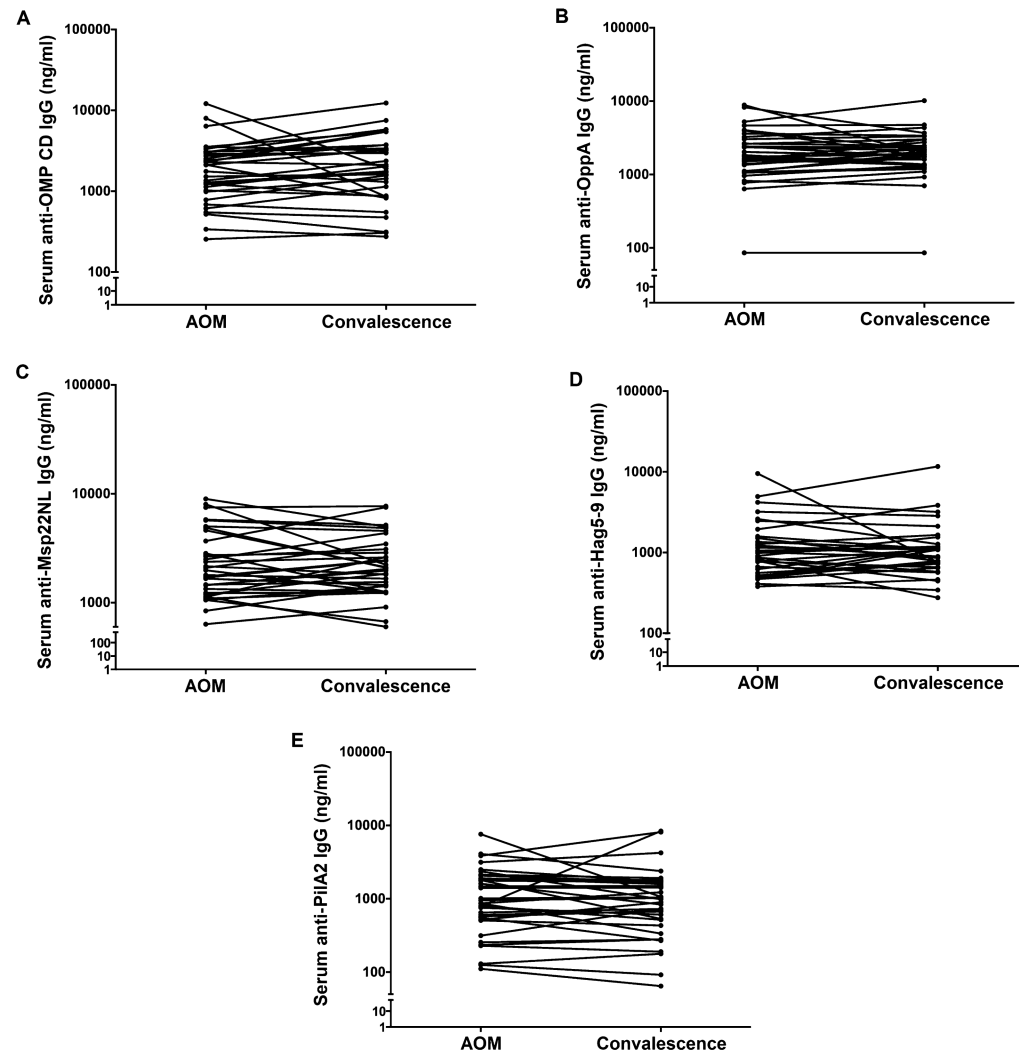 A
Serum anti-OMP CD IgG (ng/ml)
100000
10000
1000
100
10
1
AOM
Convalescence
B
Serum anti-OppA IgG (ng/ml)
100000
10000
1000
100
10
1
AOM
Convalescence
C
Serum anti-Msp22NL IgG (ng/ml)
100000
10000
1000
100
10
1
AOM
Convalescence
D
Serum anti-Hag5-9 IgG (ng/ml)
100000
10000
1000
100
10
1
AOM
Convalescence
E
Serum anti-PilA2 IgG (ng/ml)
100000
10000
1000
100
10
1
AOM
Convalescence